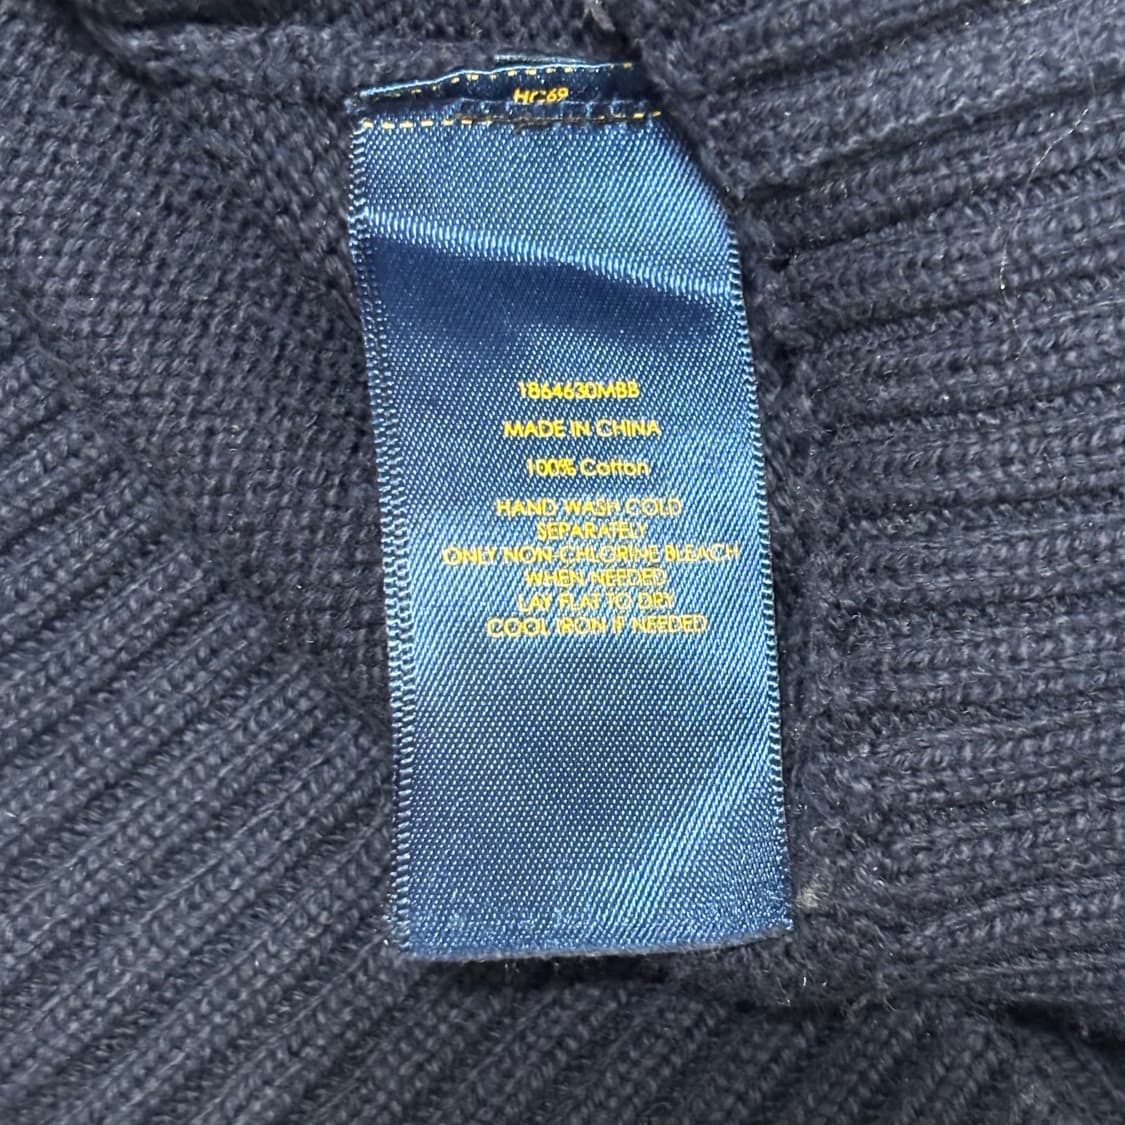 HC69
1864630MBB
MADE IN CHINA
100% Cotton
HAND WASH COLD
SEPARATELY
ONLY NON-CHLORINE BLEACH
WHEN NEEDED
LAY FLAT TO DRY
COOL IRON IF NEEDED